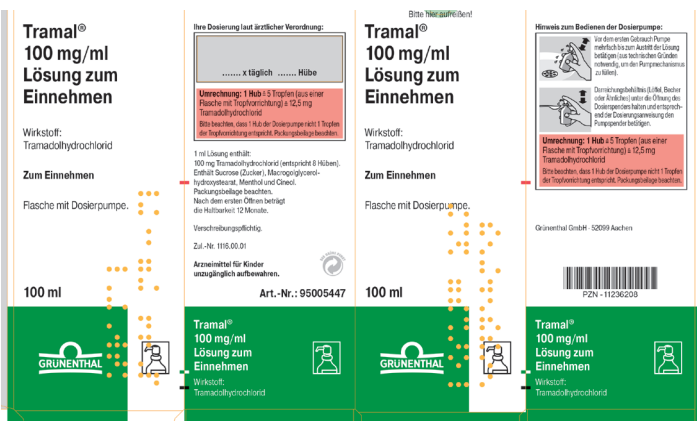 Bitte hier aufreißen!
Tramal®
100 mg/ml
Lösung zum
Einnehmen
Wirkstoff:
Tramadolhydrochlorid
Zum Einnehmen
Flasche mit Dosierpumpe.
100 ml
GRÜNENTHAL
Ihre Dosierung laut ärztlicher Verordnung:
....... x täglich ....... Hübe
Umrechnung: 1 Hub ≙ 5 Tropfen (aus einer
Flasche mit Tropfvorrichtung) ≙ 12,5 mg
Tramadolhydrochlorid
Bitte beachten, dass 1 Hub der Dosierpumpe nicht 1 Tropfen
der Tropfvorrichtung entspricht. Packungsbeilage beachten.
1 ml Lösung enthält:
100 mg Tramadolhydrochlorid (entspricht 8 Hüben).
Enthält Sucrose (Zucker), Macrogolglycerol-
hydroxystearat, Menthol und Cineol.
Packungsbeilage beachten.
Nach dem ersten Öffnen beträgt
die Haltbarkeit 12 Monate.
Verschreibungspflichtig.
Zul.-Nr. 1116.00.01
Arzneimittel für Kinder
unzugänglich aufbewahren.
Art.-Nr.: 95005447
Tramal®
100 mg/ml
Lösung zum
Einnehmen
Wirkstoff:
Tramadolhydrochlorid
Tramal®
100 mg/ml
Lösung zum
Einnehmen
Wirkstoff:
Tramadolhydrochlorid
Zum Einnehmen
Flasche mit Dosierpumpe.
100 ml
GRÜNENTHAL
Hinweis zum Bedienen der Dosierpumpe:
Vor dem ersten Gebrauch Pumpe
mehrfach bis zum Austritt der Lösung
betätigen (aus technischen Gründen
notwendig, um den Pumpmechanismus
zu füllen).
Darreichungsbehältnis (Löffel, Becher
oder Ähnliches) unter die Öffnung des
Dosierspenders halten und entsprech-
end der Dosierungsanweisung den
Pumpspender betätigen.
Umrechnung: 1 Hub ≙ 5 Tropfen (aus einer
Flasche mit Tropfvorrichtung) ≙ 12,5 mg
Tramadolhydrochlorid
Bitte beachten, dass 1 Hub der Dosierpumpe nicht 1 Tropfen
der Tropfvorrichtung entspricht. Packungsbeilage beachten.
Grünenthal GmbH · 52099 Aachen
PZN -11236208
Tramal®
100 mg/ml
Lösung zum
Einnehmen
Wirkstoff:
Tramadolhydrochlorid